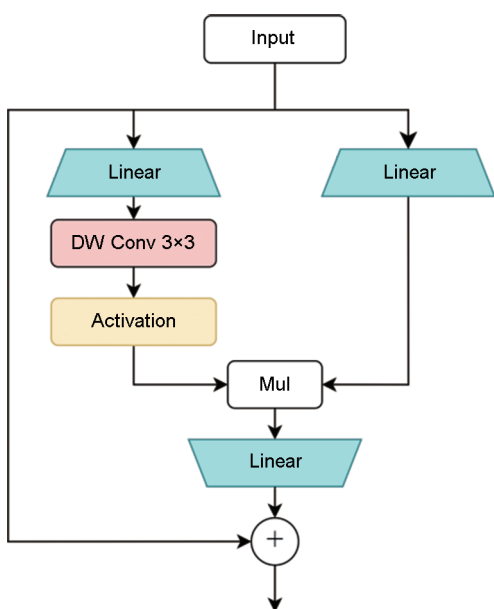 Input
Linear
Linear
DW Conv 3×3
Activation
Mul
Linear
+